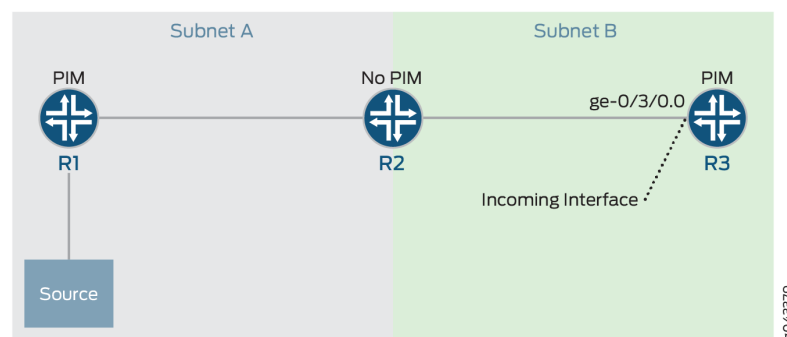 Subnet A
Subnet B
PIM
No PIM
PIM
ge-0/3/0.0
R1
R2
R3
Incoming Interface
Source